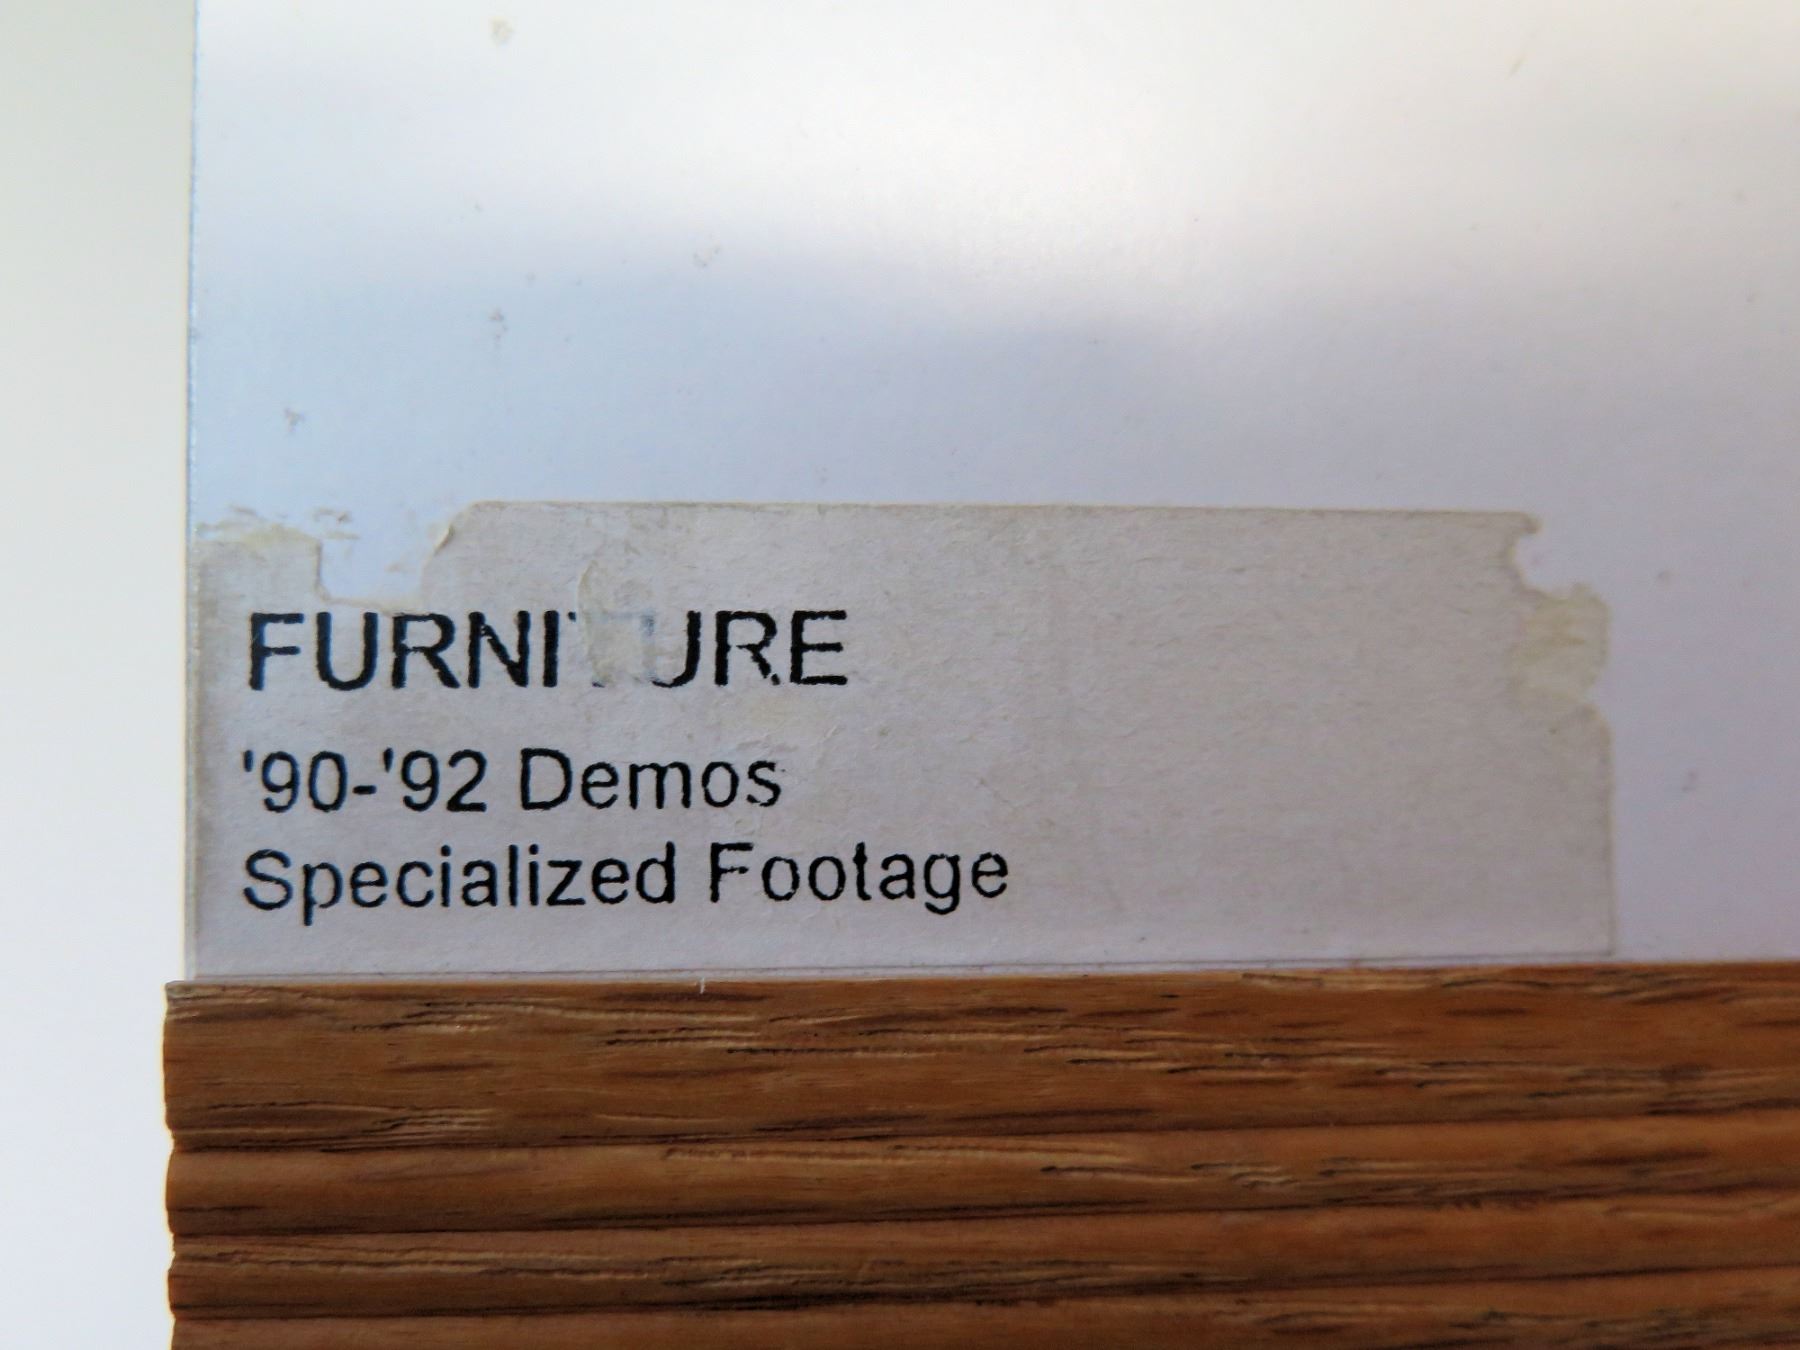 FURNITURE
'90-'92 Demos
Specialized Footage